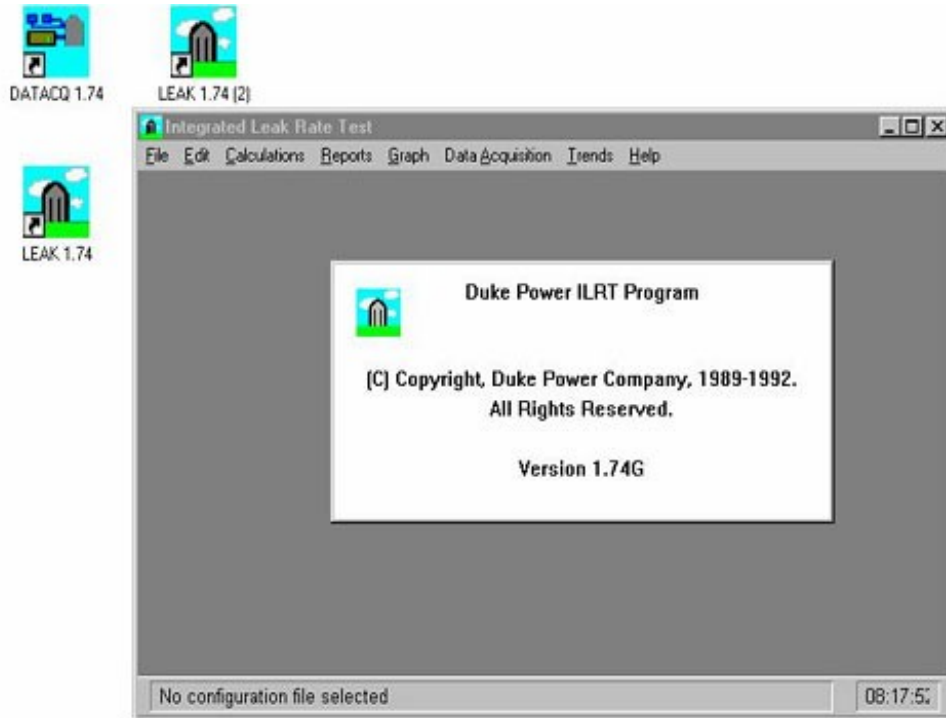 DATACQ 1.74
LEAK 1.74 (2)
LEAK 1.74
Integrated Leak Rate Test
File Edit Calculations Reports Graph Data Acquisition Trends Help
Duke Power ILRT Program
(C) Copyright, Duke Power Company, 1989-1992.
All Rights Reserved.
Version 1.74G
No configuration file selected